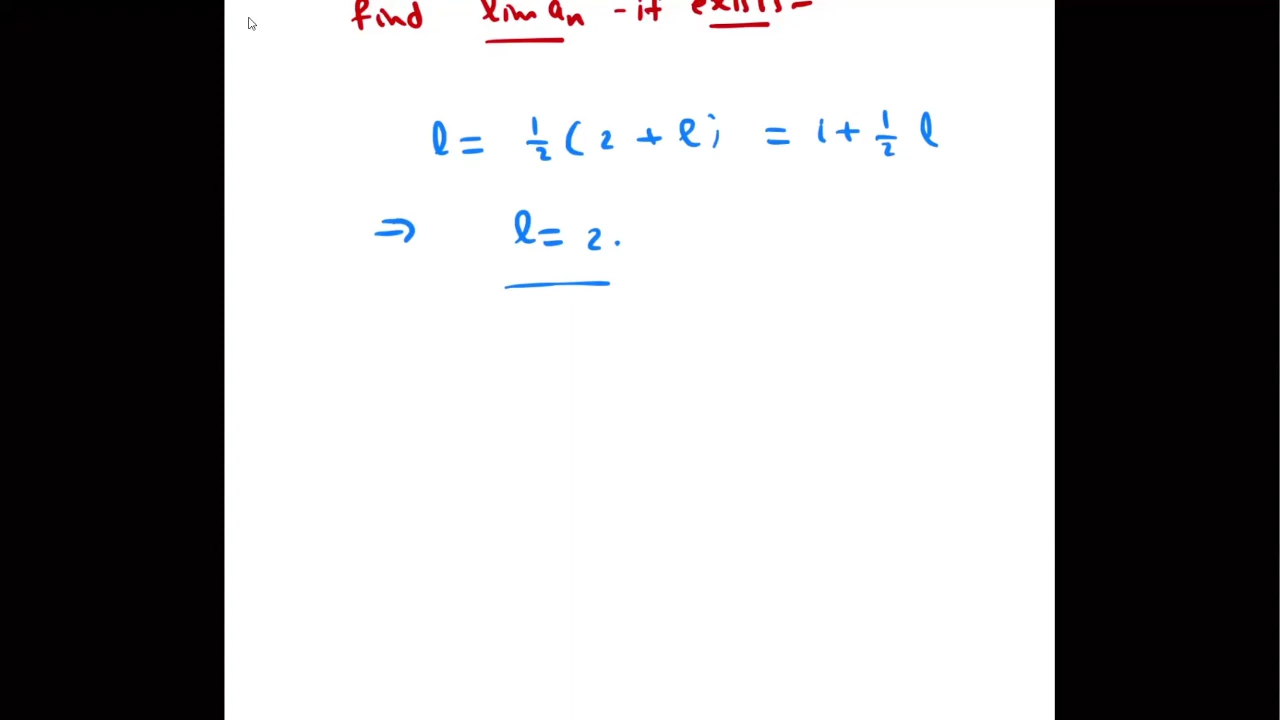 find lim an - if exists -
l = 1/2 ( 2 + l ) = 1 + 1/2 l
⇒ l = 2.